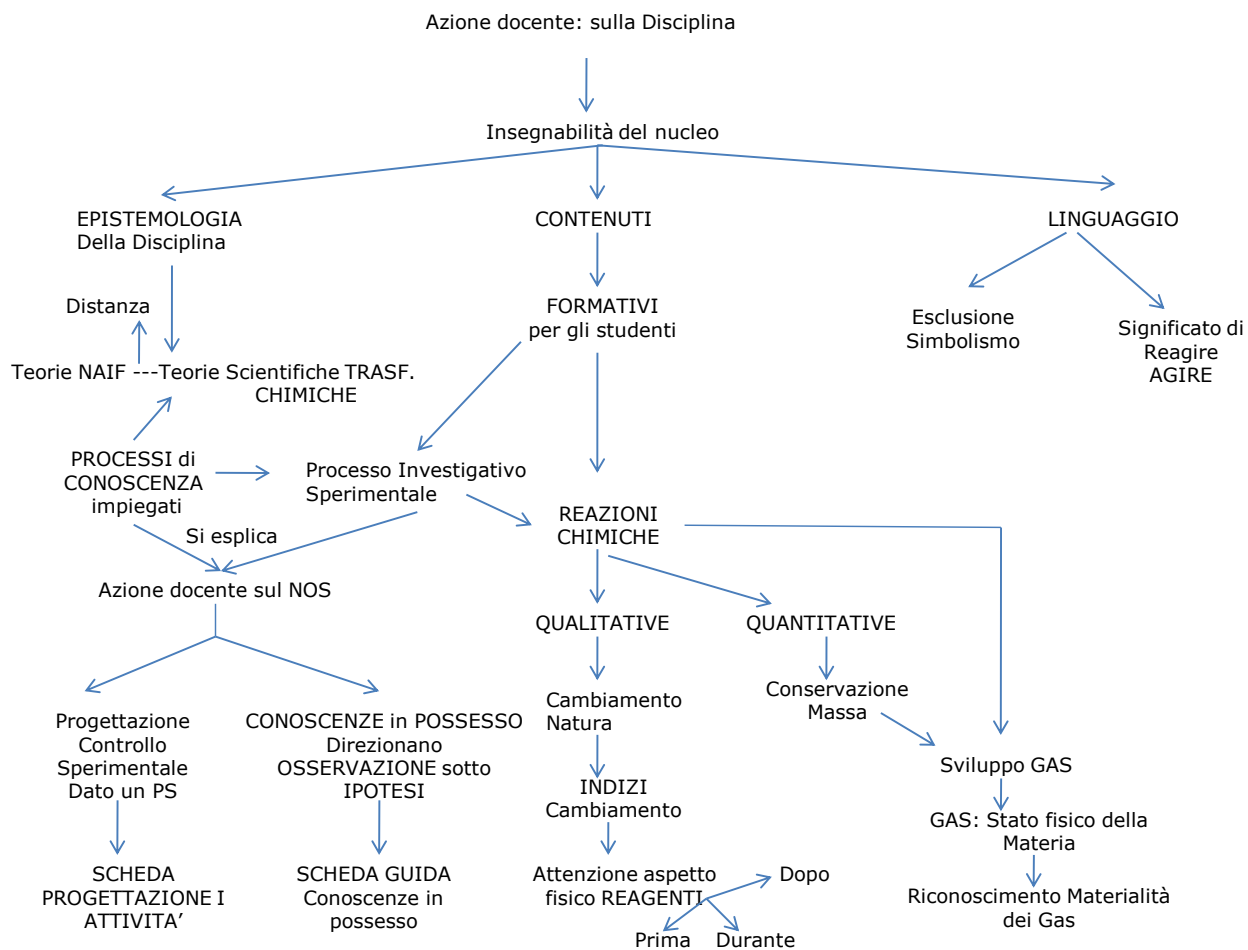 Azione docente: sulla Disciplina
Insegnabilità del nucleo
EPISTEMOLOGIA
Della Disciplina
CONTENUTI
LINGUAGGIO
Distanza
FORMATIVI
per gli studenti
Esclusione
Simbolismo
Significato di
Reagire
AGIRE
Teorie NAIF ---Teorie Scientifiche TRASF.
CHIMICHE
PROCESSI di
CONOSCENZA
impiegati
Processo Investigativo
Sperimentale
REAZIONI
CHIMICHE
Si esplica
Azione docente sul NOS
QUALITATIVE
QUANTITATIVE
Progettazione
Controllo
Sperimentale
Dato un PS
CONOSCENZE in POSSESSO
Direzionano
OSSERVAZIONE sotto
IPOTESI
Cambiamento
Natura
Conservazione
Massa
Sviluppo GAS
INDIZI
Cambiamento
GAS: Stato fisico della
Materia
SCHEDA
PROGETTAZIONE I
ATTIVITA’
SCHEDA GUIDA
Conoscenze in
possesso
Attenzione aspetto
fisico REAGENTI
Dopo
Prima
Durante
Riconoscimento Materialità
dei Gas